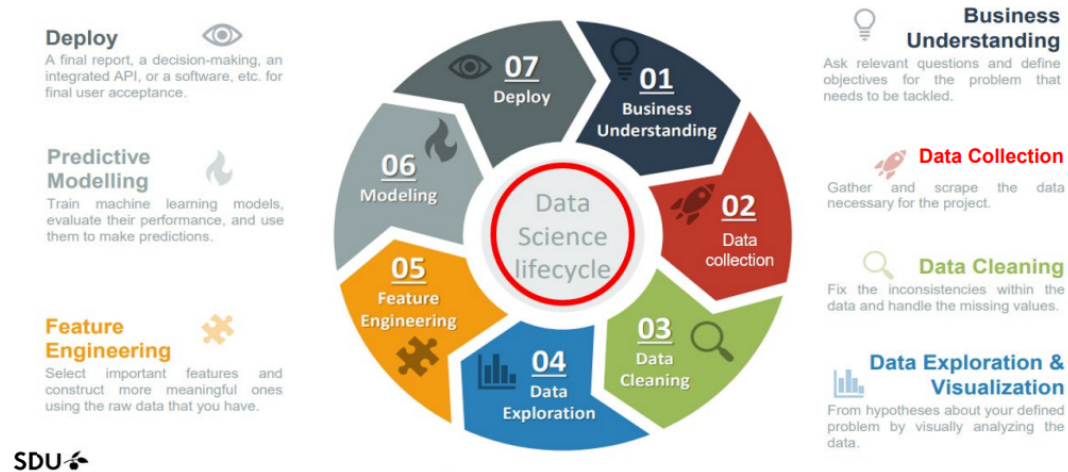 Deploy
A final report, a decision-making, an
integrated API, or a software, etc. for
final user acceptance.
Predictive
Modelling
Train machine learning models,
evaluate their performance, and use
them to make predictions.
Feature
Engineering
Select important features and
construct more meaningful ones
using the raw data that you have.
SDU
07
Deploy
01
Business
Understanding
06
Modeling
02
Data
collection
Data
Science
lifecycle
05
Feature
Engineering
03
Data
Cleaning
04
Data
Exploration
Business
Understanding
Ask relevant questions and define
objectives for the problem that
needs to be tackled.
Data Collection
Gather and scrape the data
necessary for the project.
Data Cleaning
Fix the inconsistencies within the
data and handle the missing values.
Data Exploration &
Visualization
From hypotheses about your defined
problem by visually analyzing the
data.